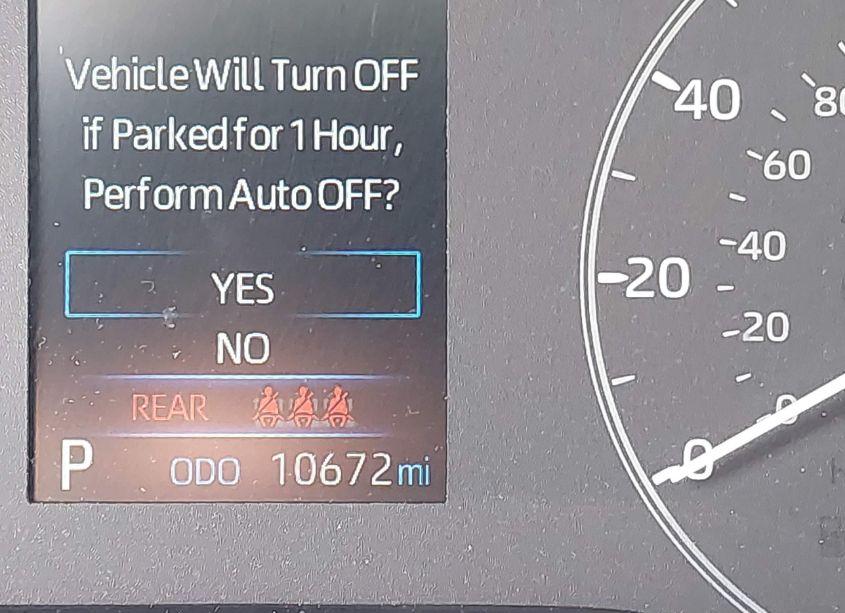 Vehicle Will Turn OFF
if Parked for 1 Hour,
Perform Auto OFF?
YES
NO
REAR
P ODO 10672 mi
40
20
0
60
40
20
0